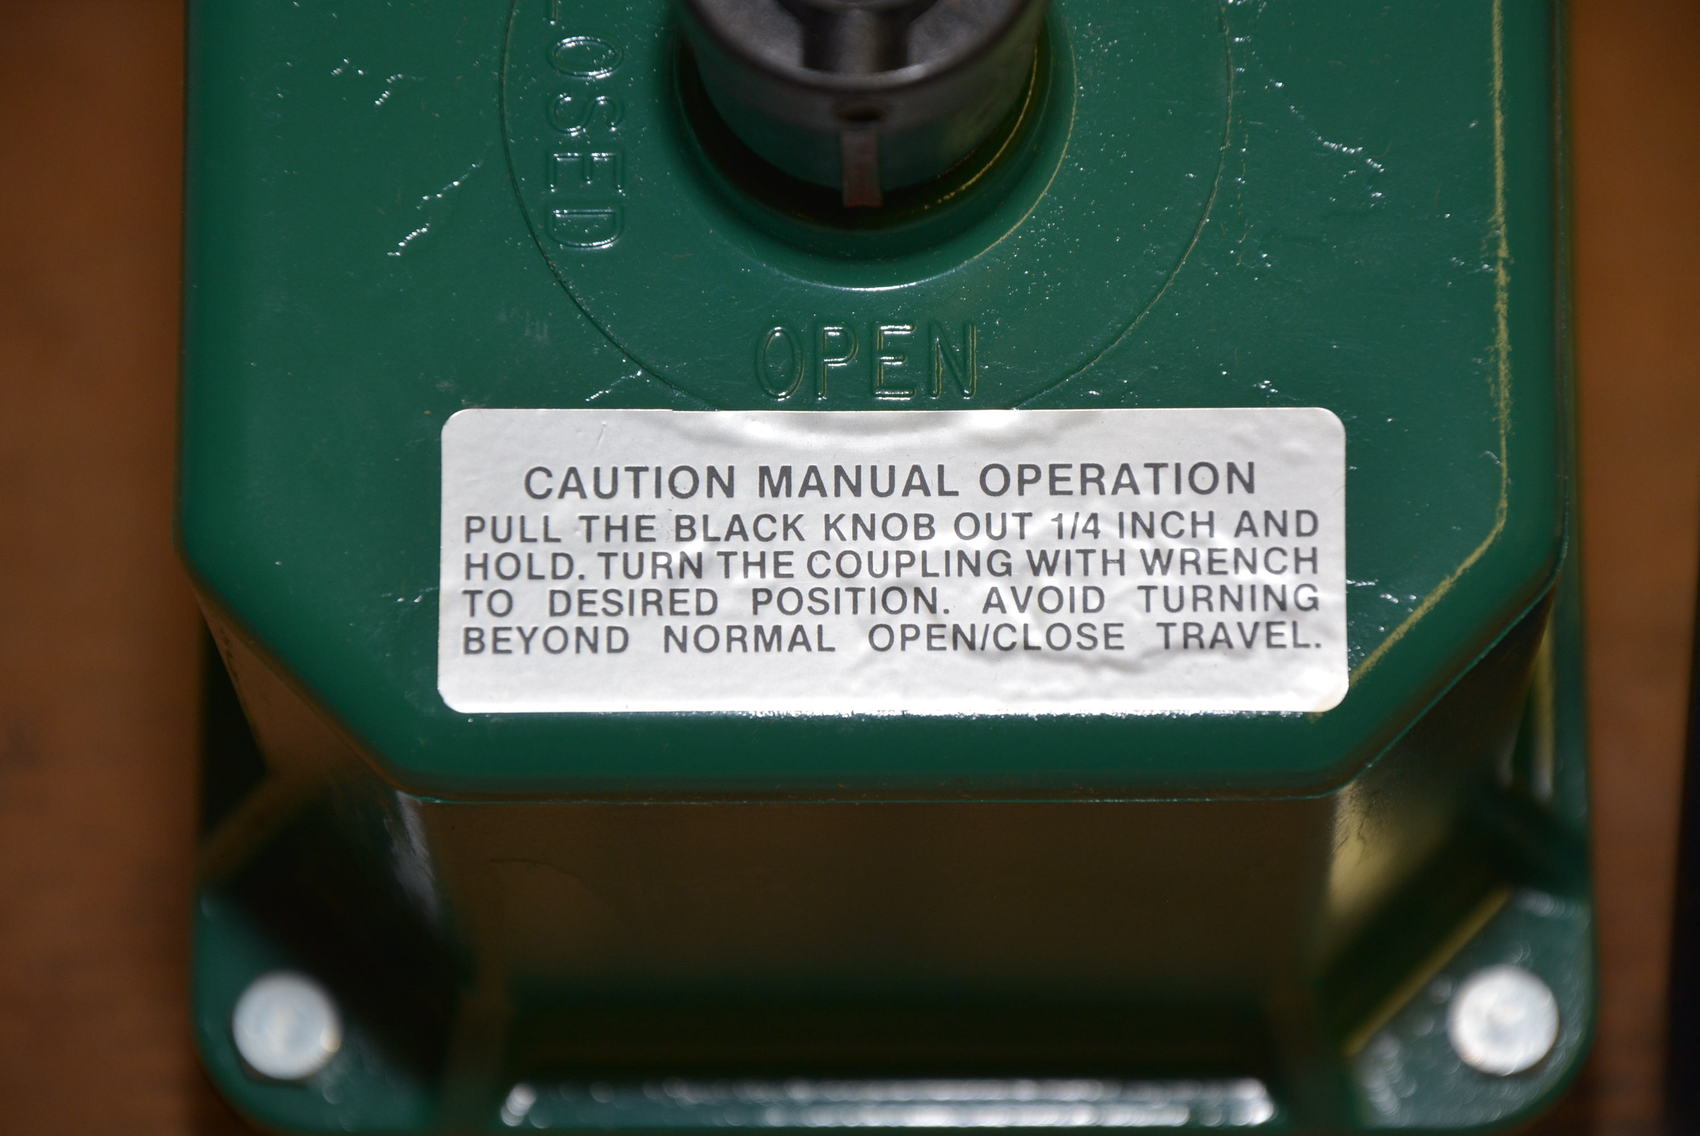 CLOSED
OPEN
CAUTION MANUAL OPERATION
PULL THE BLACK KNOB OUT 1/4 INCH AND
HOLD. TURN THE COUPLING WITH WRENCH
TO DESIRED POSITION. AVOID TURNING
BEYOND NORMAL OPEN/CLOSE TRAVEL.